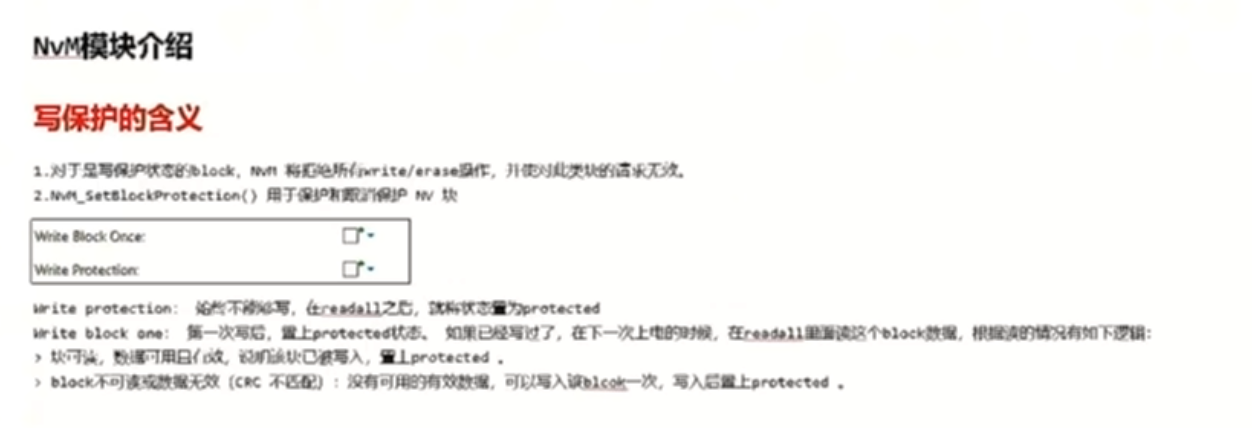 NvM模块介绍
写保护的含义
1.对于是写保护状态的block, NvM 将拒绝所有write/erase操作, 并使对此类块的请求无效。
2.NvM_SetBlockProtection() 用于保护和取消保护 NV 块
Write Block Once:
Write Protection:
Write protection: 始终不能够写, 在readall之后, 就将状态置为protected
Write block one: 第一次写后, 置上protected状态。 如果已经写过了, 在下一次上电的时候, 在readall里面读这个block数据, 根据读的情况有如下逻辑:
> 块可读, 数据可用且有效, 说明该块已被写入, 置上protected 。
> block不可读或数据无效 (CRC 不匹配) : 没有可用的有效数据, 可以写入该blcok一次, 写入后置上protected 。